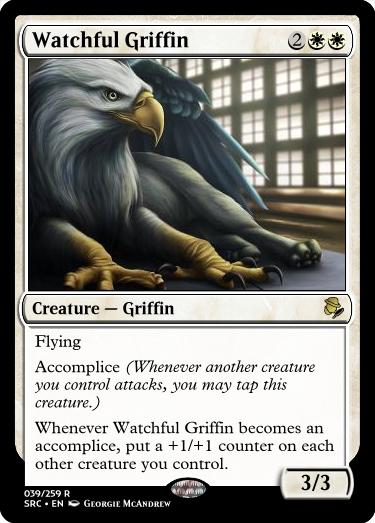 Watchful Griffin 2
Creature — Griffin
Flying
Accomplice (Whenever another creature
you control attacks, you may tap this
creature.)
Whenever Watchful Griffin becomes an
accomplice, put a +1/+1 counter on each
other creature you control.
3/3
039/259 R
SRC • EN Georgie McAndrew